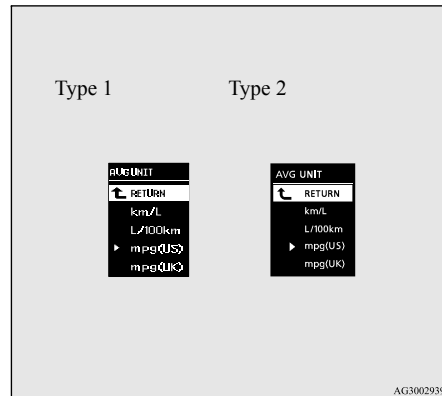 Type 1
Type 2
AVG UNIT
RETURN
km/L
L/100km
mpg(US)
mpg(UK)
AVG UNIT
RETURN
km/L
L/100km
mpg(US)
mpg(UK)
AG3002939